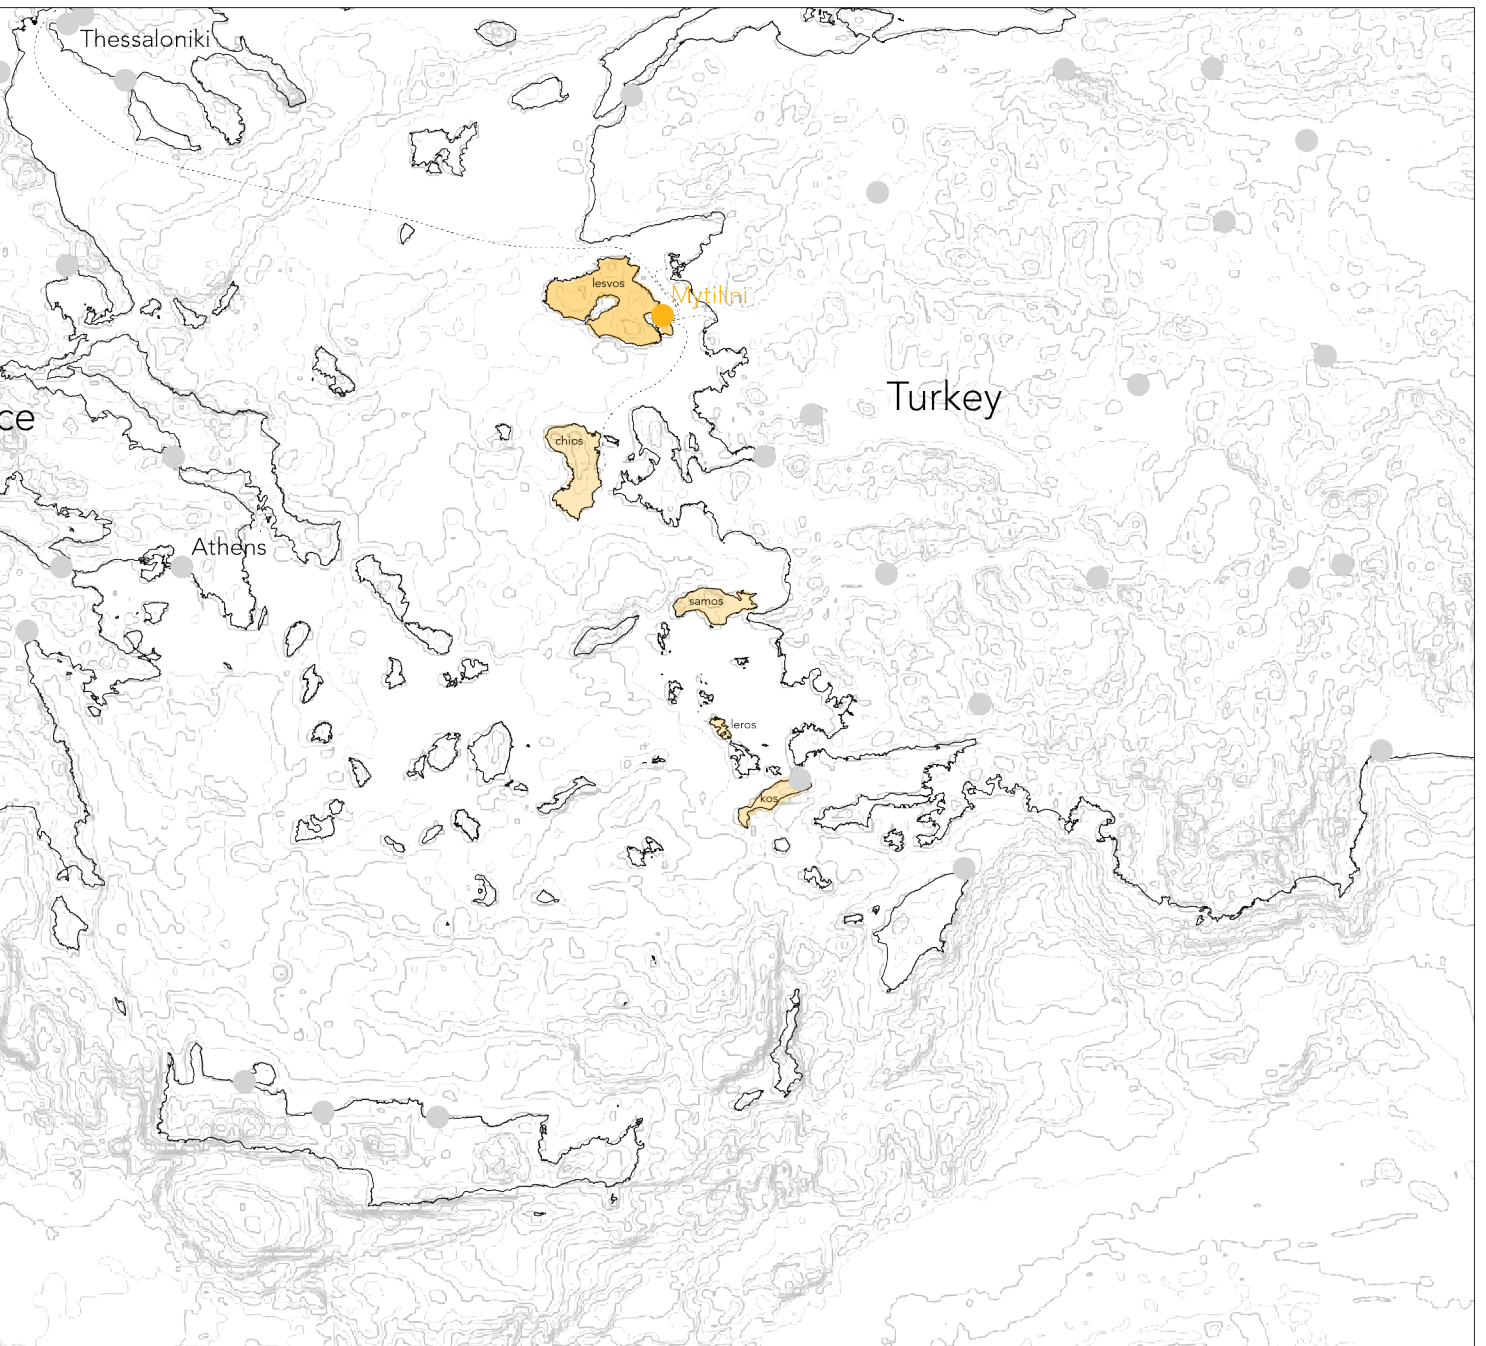 Thessaloniki
lesvos
Mytilini
Turkey
ce
chios
Athens
samos
leros
kos